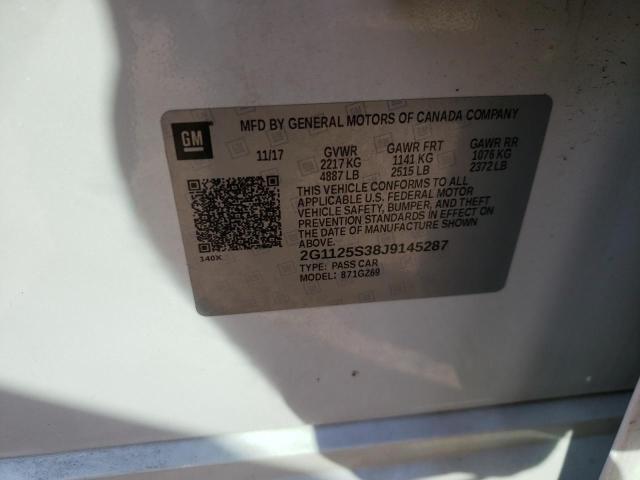 GM
MFD BY GENERAL MOTORS OF CANADA COMPANY
11/17 GVWR GAWR FRT GAWR RR
2217 KG 1141 KG 1076 KG
4887 LB 2515 LB 2372 LB
THIS VEHICLE CONFORMS TO ALL
APPLICABLE U.S. FEDERAL MOTOR
VEHICLE SAFETY, BUMPER, AND THEFT
PREVENTION STANDARDS IN EFFECT ON
THE DATE OF MANUFACTURE SHOWN
ABOVE.
140X 2G1125S38J9145287
TYPE: PASS CAR
MODEL: 871GZ69